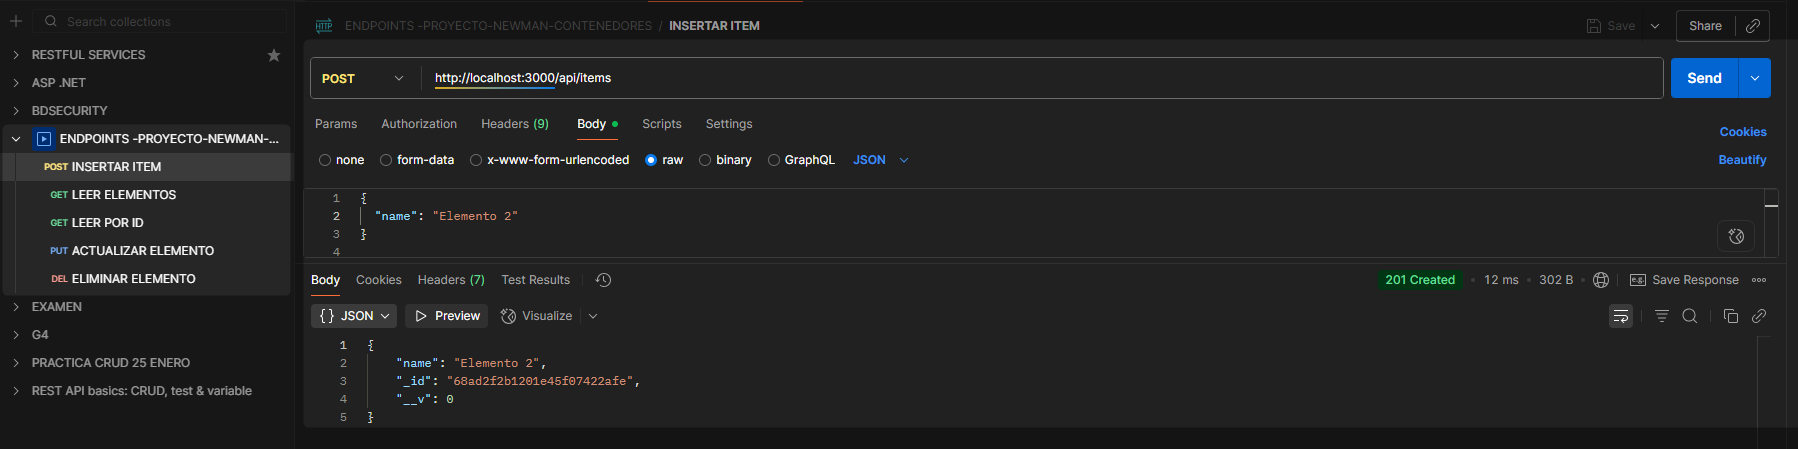 Search collections
RESTFUL SERVICES
ASP .NET
BDSECURITY
ENDPOINTS -PROYECTO-NEWMAN-...
POST INSERTAR ITEM
GET LEER ELEMENTOS
GET LEER POR ID
PUT ACTUALIZAR ELEMENTO
DEL ELIMINAR ELEMENTO
EXAMEN
G4
PRACTICA CRUD 25 ENERO
REST API basics: CRUD, test & variable
HTTP ENDPOINTS -PROYECTO-NEWMAN-CONTENEDORES / INSERTAR ITEM
Save
Share
POST http://localhost:3000/api/items
Send
Params Authorization Headers (9) Body Scripts Settings
Cookies
none form-data x-www-form-urlencoded raw binary GraphQL JSON
Beautify
1 {
2 "name": "Elemento 2"
3 }
4
Body Cookies Headers (7) Test Results
201 Created • 12 ms • 302 B e.g. Save Response
{} JSON Preview Visualize
1 {
2 "name": "Elemento 2",
3 "_id": "68ad2f2b1201e45f07422afe",
4 "__v": 0
5 }